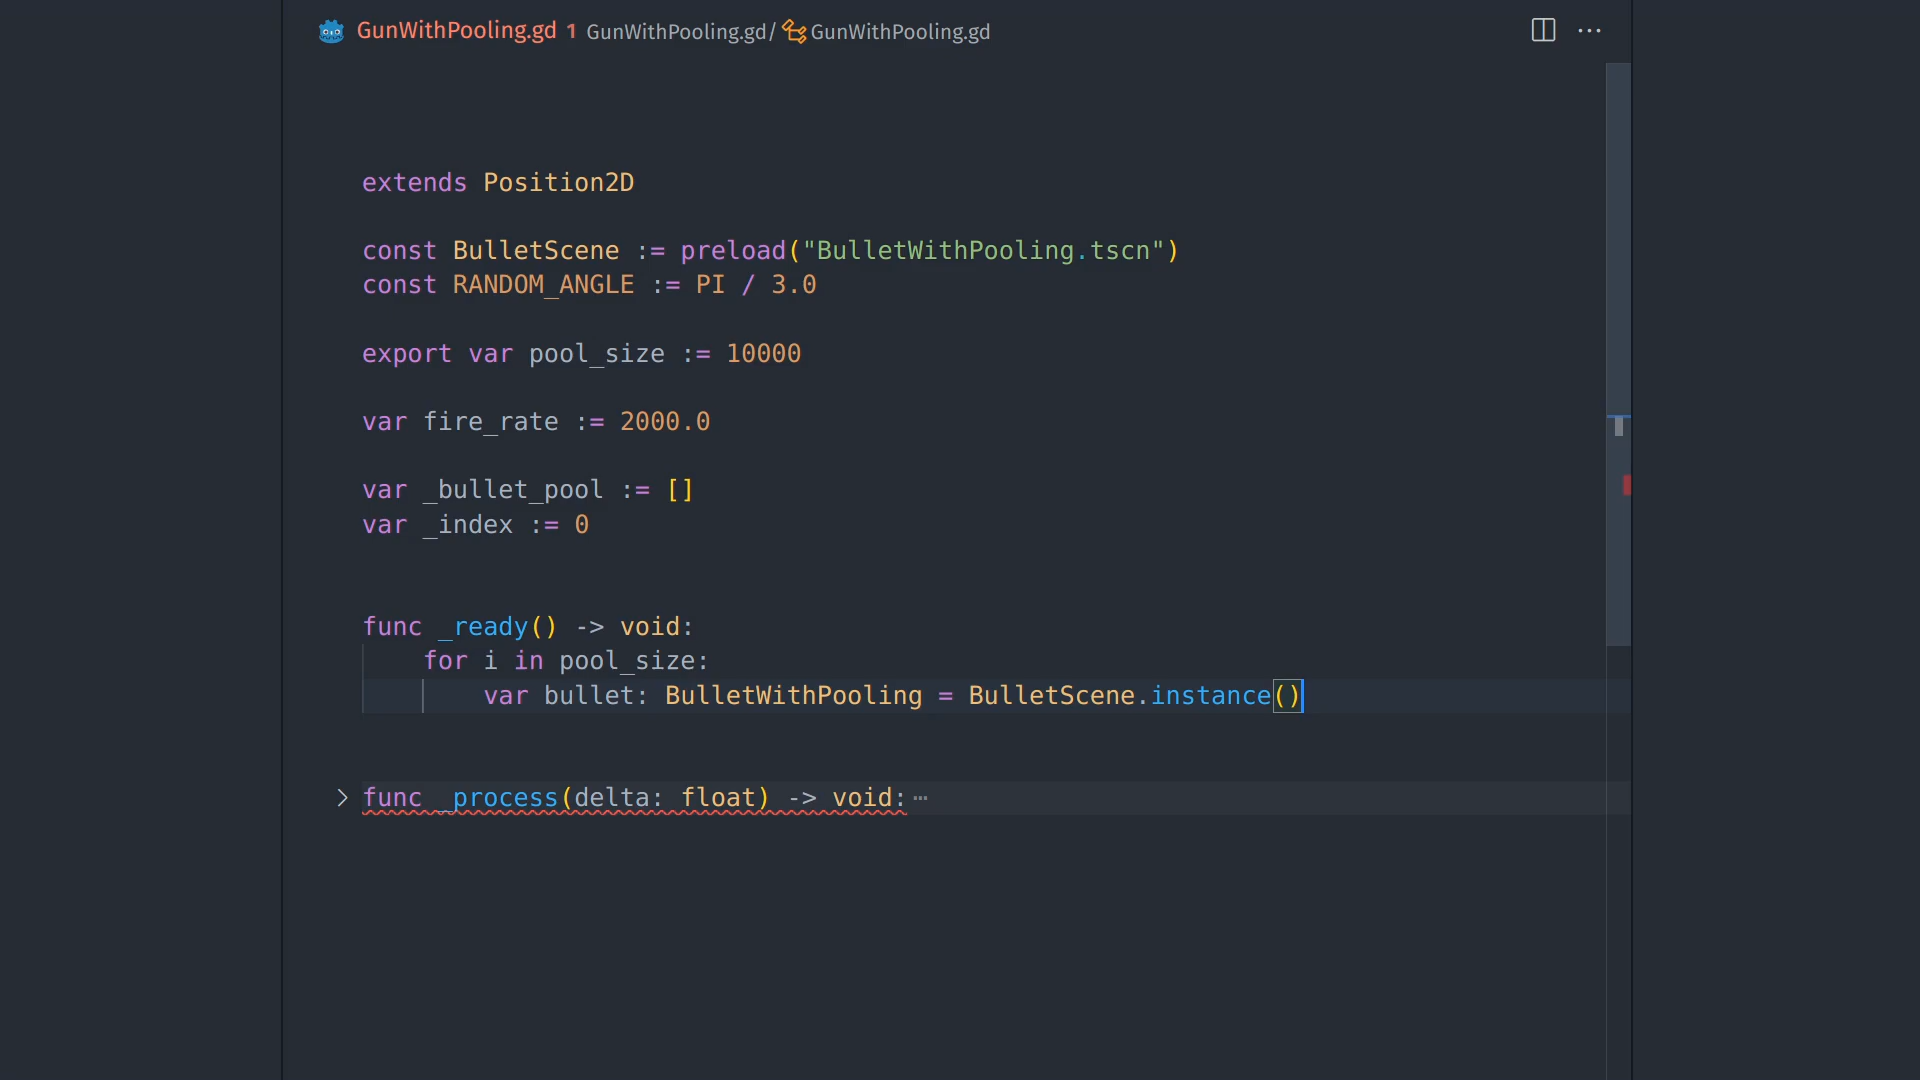 GunWithPooling.gd 1 GunWithPooling.gd/ GunWithPooling.gd ···
extends Position2D
const BulletScene := preload("BulletWithPooling.tscn")
const RANDOM_ANGLE := PI / 3.0
export var pool_size := 10000
var fire_rate := 2000.0
var _bullet_pool := []
var _index := 0
func _ready() -> void:
for i in pool_size:
var bullet: BulletWithPooling = BulletScene.instance()
func _process(delta: float) -> void:···